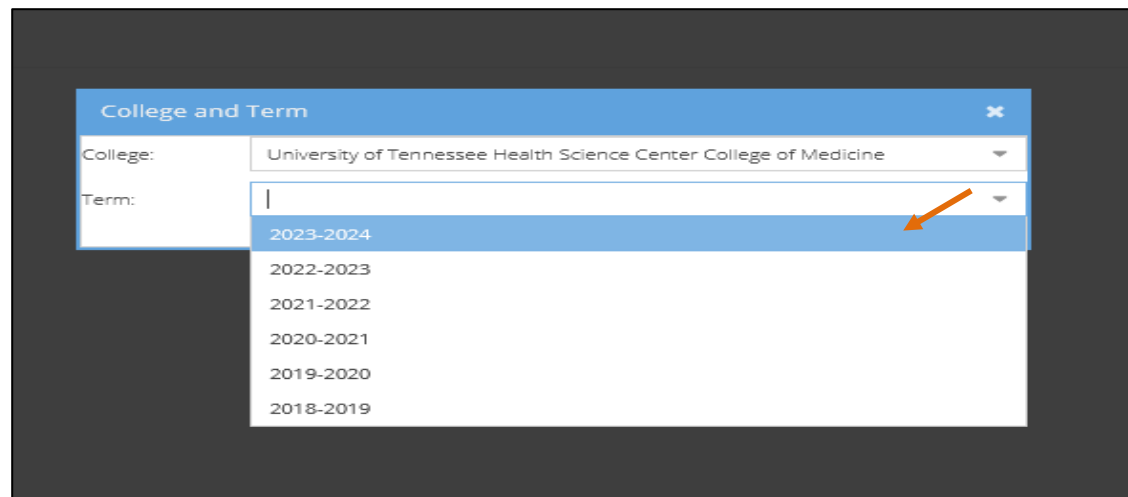 College and Term
College: University of Tennessee Health Science Center College of Medicine
Term:
2023-2024
2022-2023
2021-2022
2020-2021
2019-2020
2018-2019